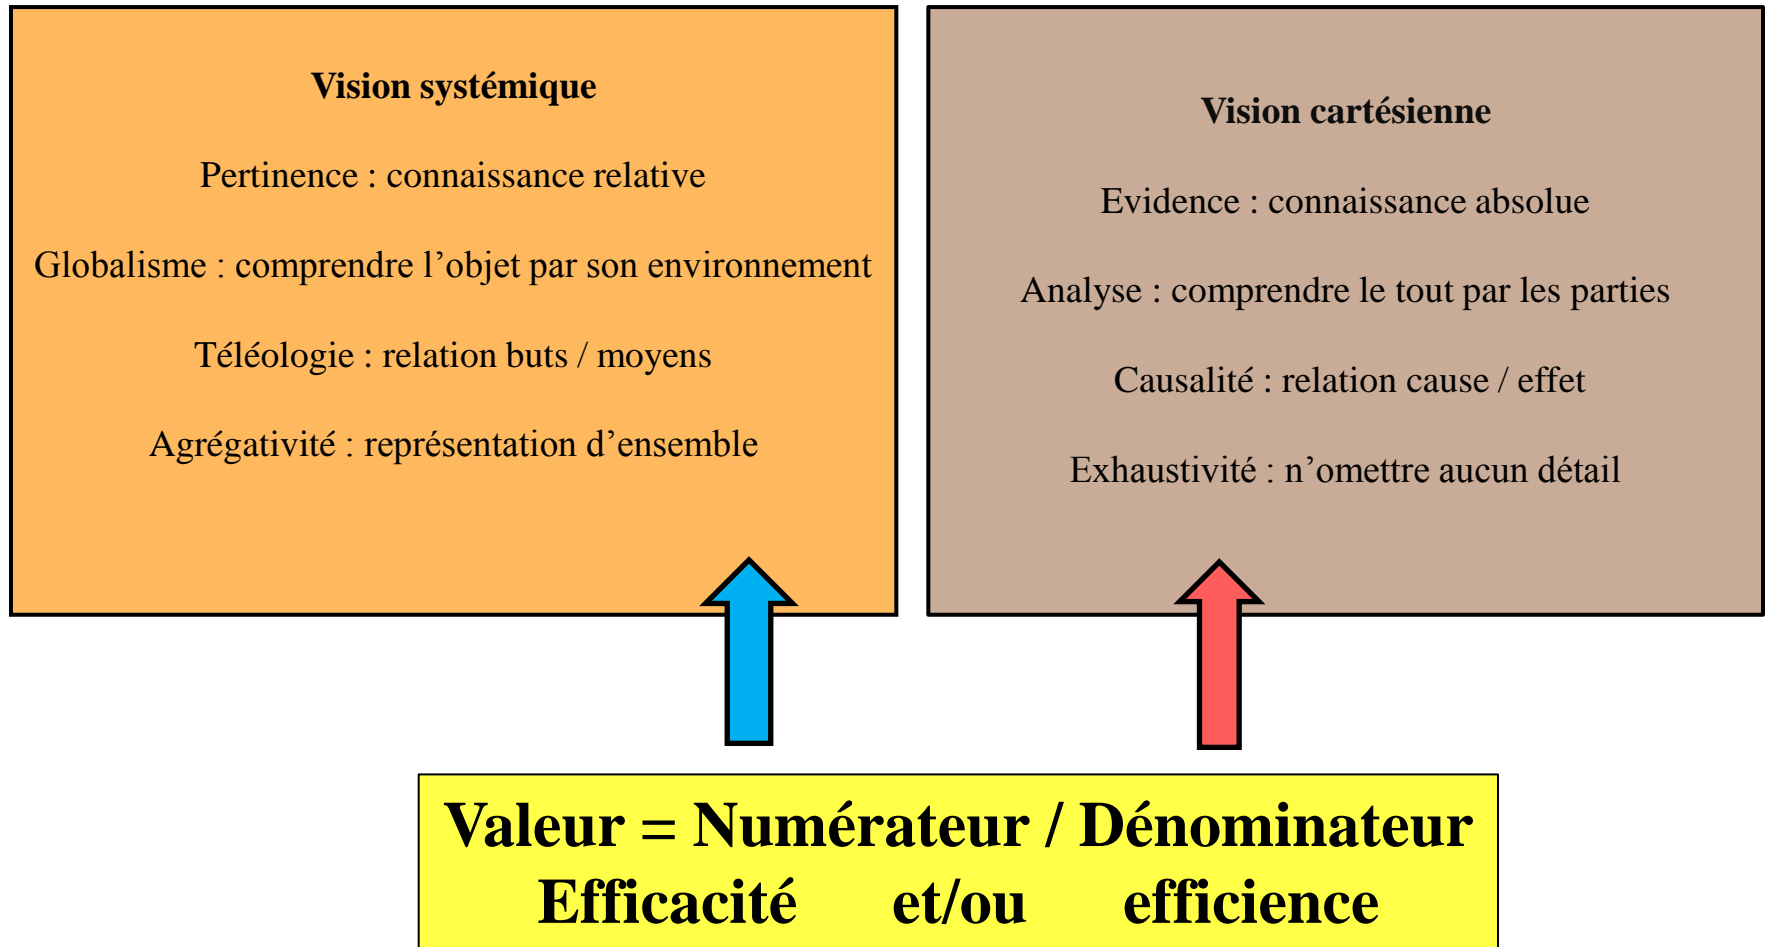 Vision systémique
Pertinence : connaissance relative
Globalisme : comprendre l’objet par son environnement
Téléologie : relation buts / moyens
Agrégativité : représentation d’ensemble
Vision cartésienne
Evidence : connaissance absolue
Analyse : comprendre le tout par les parties
Causalité : relation cause / effet
Exhaustivité : n’omettre aucun détail
Valeur = Numérateur / Dénominateur
Efficacité et/ou efficience